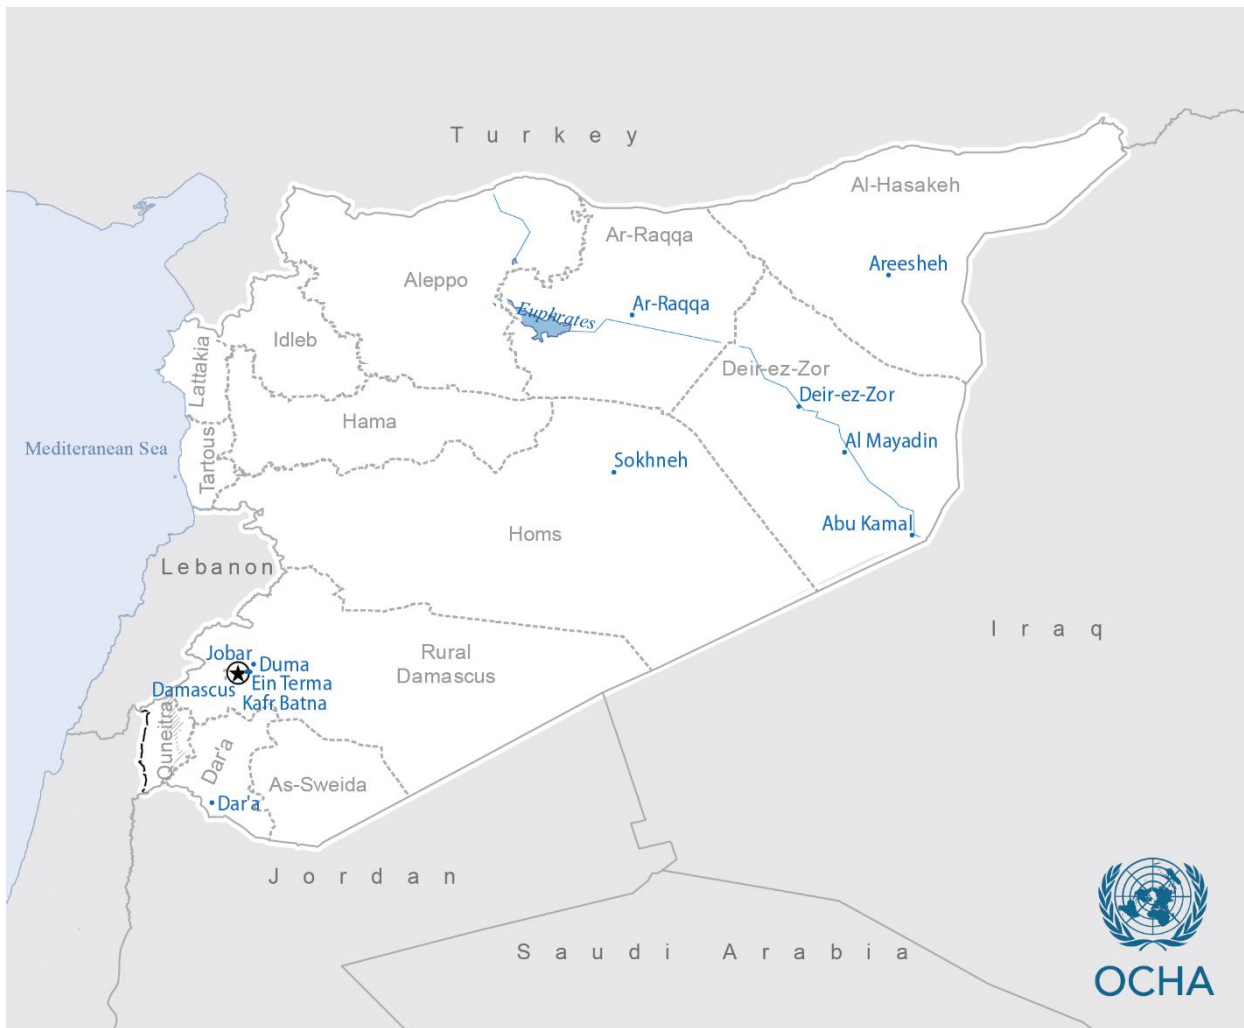 Turkey
Al-Hasakeh
Ar-Raqqa
Areesheh
Aleppo
Ar-Raqqa
Euphrates
Idleb
Lattakia
Deir-ez-Zor
Deir-ez-Zor
Hama
Al Mayadin
Mediteranean Sea
Tartous
Sokhneh
Abu Kamal
Homs
Lebanon
Iraq
Jobar
Duma
Rural
Damascus
Ein Terma
Damascus
Kafr Batna
Quneitra
Dar'a
As-Sweida
Dar'a
Jordan
Saudi Arabia
OCHA